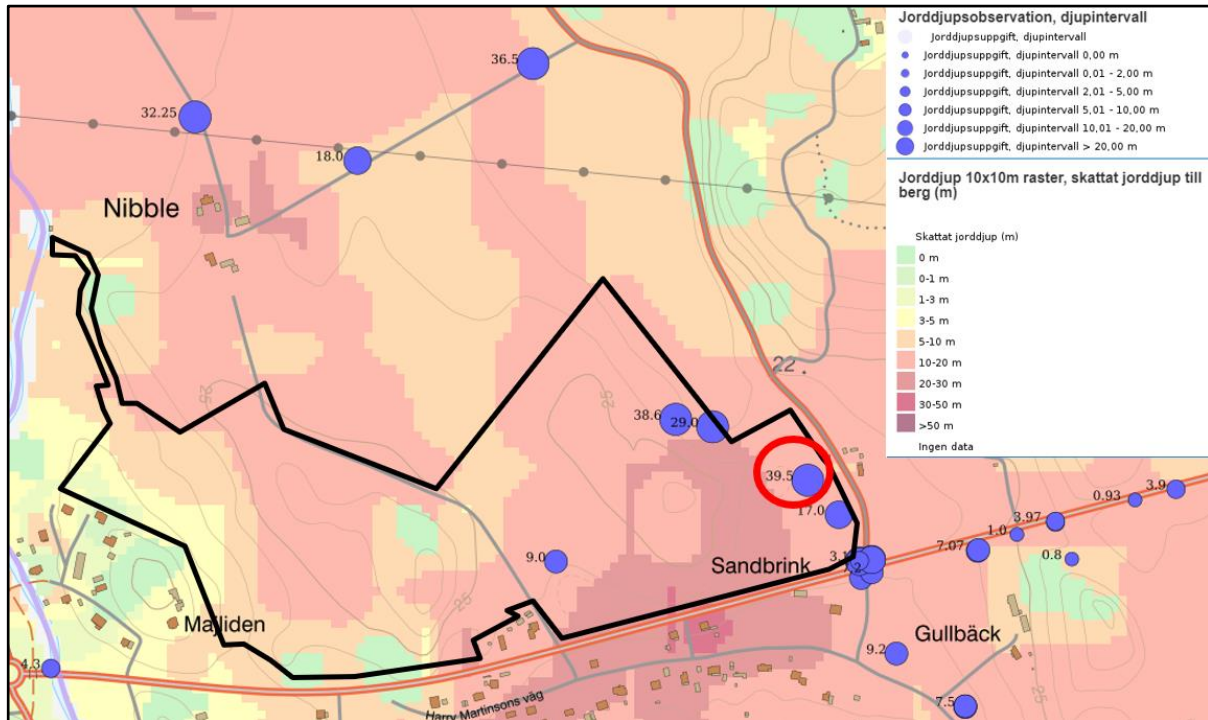 Jorddjupsobservation, djupintervall
Jorddjupsuppgift, djupintervall
Jorddjupsuppgift, djupintervall 0,00 m
Jorddjupsuppgift, djupintervall 0,01 - 2,00 m
Jorddjupsuppgift, djupintervall 2,01 - 5,00 m
Jorddjupsuppgift, djupintervall 5,01 - 10,00 m
Jorddjupsuppgift, djupintervall 10,01 - 20,00 m
Jorddjupsuppgift, djupintervall > 20,00 m
Jorddjup 10x10m raster, skattat jorddjup till
berg (m)
Skattat jorddjup (m)
0 m
0-1 m
1-3 m
3-5 m
5-10 m
10-20 m
20-30 m
30-50 m
>50 m
Ingen data
36.5
32.25
18.0
Nibble
22
25
25
38.6
29.0
39.5
17.0
3.9
0.93
3.97
1.0
7.07
0.8
9.0
Sandbrink
25
Majliden
Gullbäck
9.2
4.3
25
Harry Martinsons väg
7.5